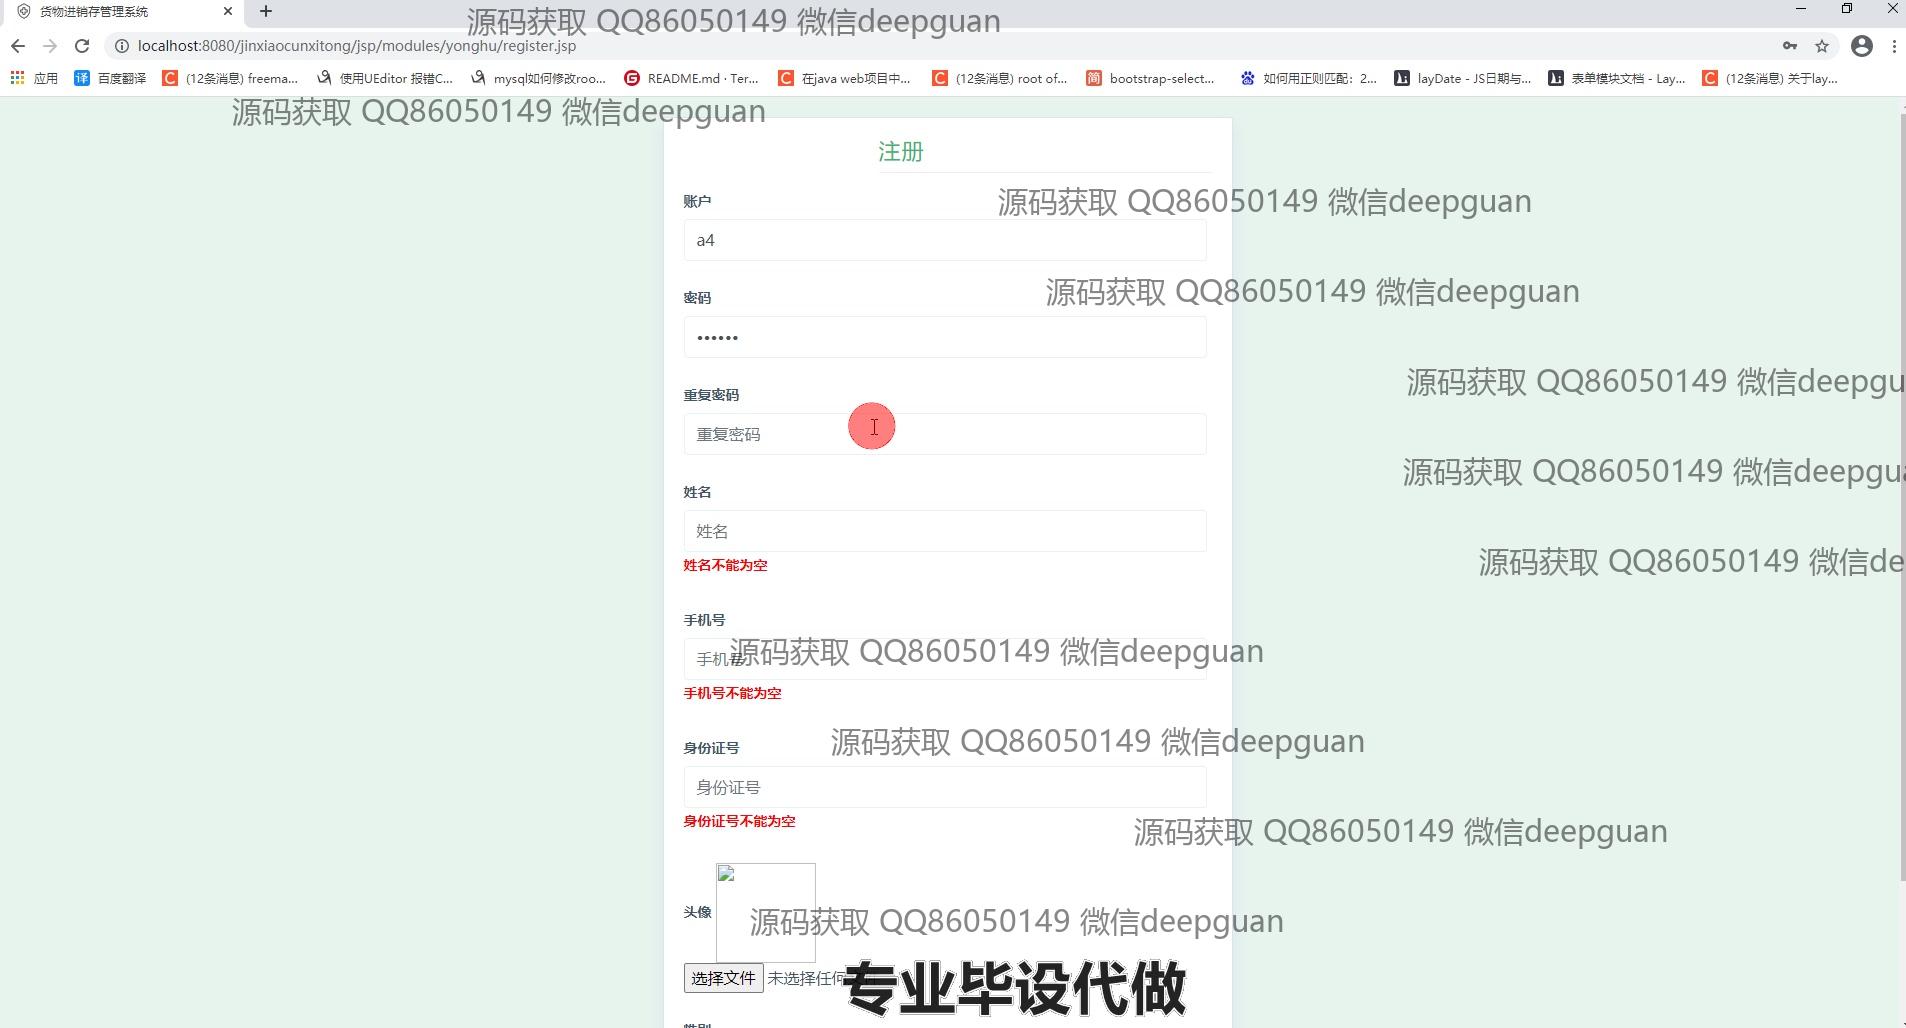 货物进销存管理系统
源码获取 QQ86050149 微信deepguan
localhost:8080/jinxiaocunxitong/jsp/modules/yonghu/register.jsp
应用 百度翻译 (12条消息) freema... 使用UEditor 报错C... mysql如何修改roo... README.md · Ter... 在java web项目中... (12条消息) root of... bootstrap-select... 如何用正则匹配：2... layDate - JS日期与... 表单模块文档 - Lay... (12条消息) 关于lay...
源码获取 QQ86050149 微信deepguan
注册
账户
源码获取 QQ86050149 微信deepguan
a4
密码
源码获取 QQ86050149 微信deepguan
••••••
源码获取 QQ86050149 微信deepgu
重复密码
重复密码
源码获取 QQ86050149 微信deepgua
姓名
姓名
姓名不能为空
源码获取 QQ86050149 微信de
手机号
手机号
源码获取 QQ86050149 微信deepguan
手机号不能为空
身份证号
源码获取 QQ86050149 微信deepguan
身份证号
身份证号不能为空
源码获取 QQ86050149 微信deepguan
头像
源码获取 QQ86050149 微信deepguan
选择文件 未选择任何
专业毕设代做